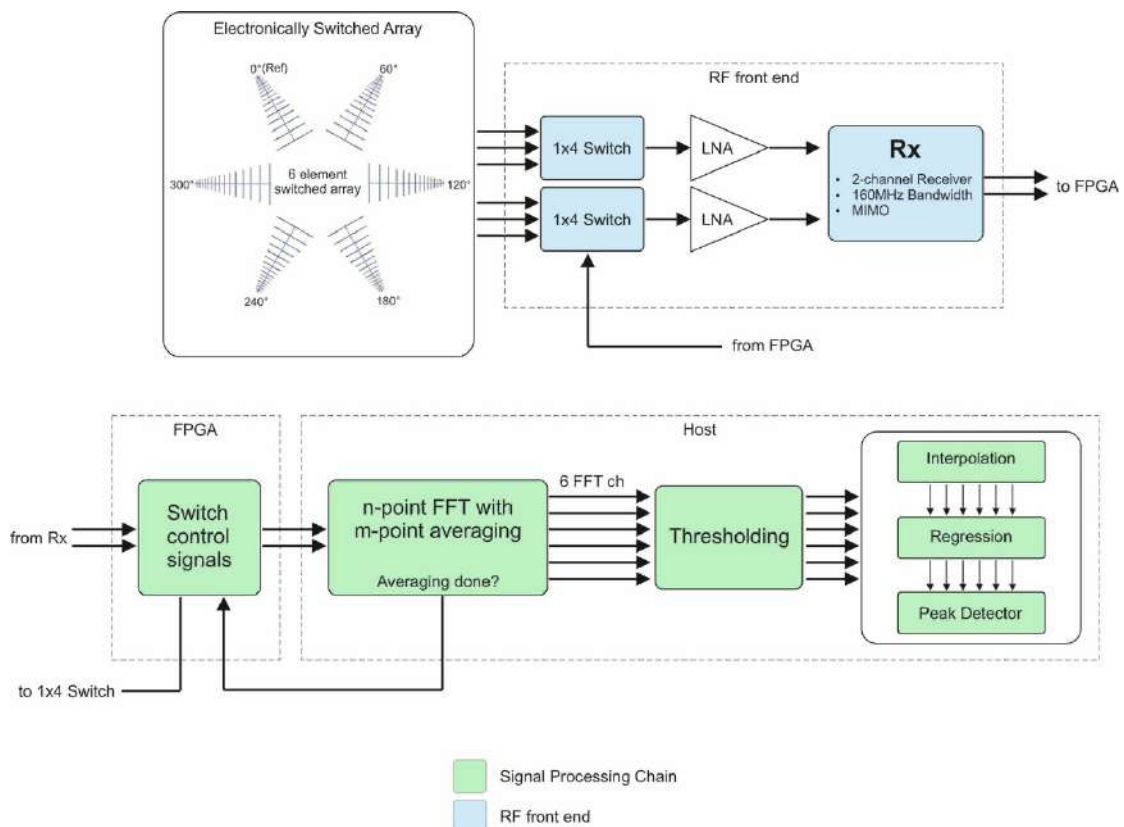 Electronically Switched Array
0°(Ref)
60°
300°
6 element
switched array
120°
240°
180°
RF front end
1x4 Switch
LNA
1x4 Switch
LNA
Rx
• 2-channel Receiver
• 160MHz Bandwidth
• MIMO
to FPGA
from FPGA
FPGA
Host
from Rx
Switch
control
signals
to 1x4 Switch
n-point FFT with
m-point averaging
Averaging done?
6 FFT ch
Thresholding
Interpolation
Regression
Peak Detector
Signal Processing Chain
RF front end